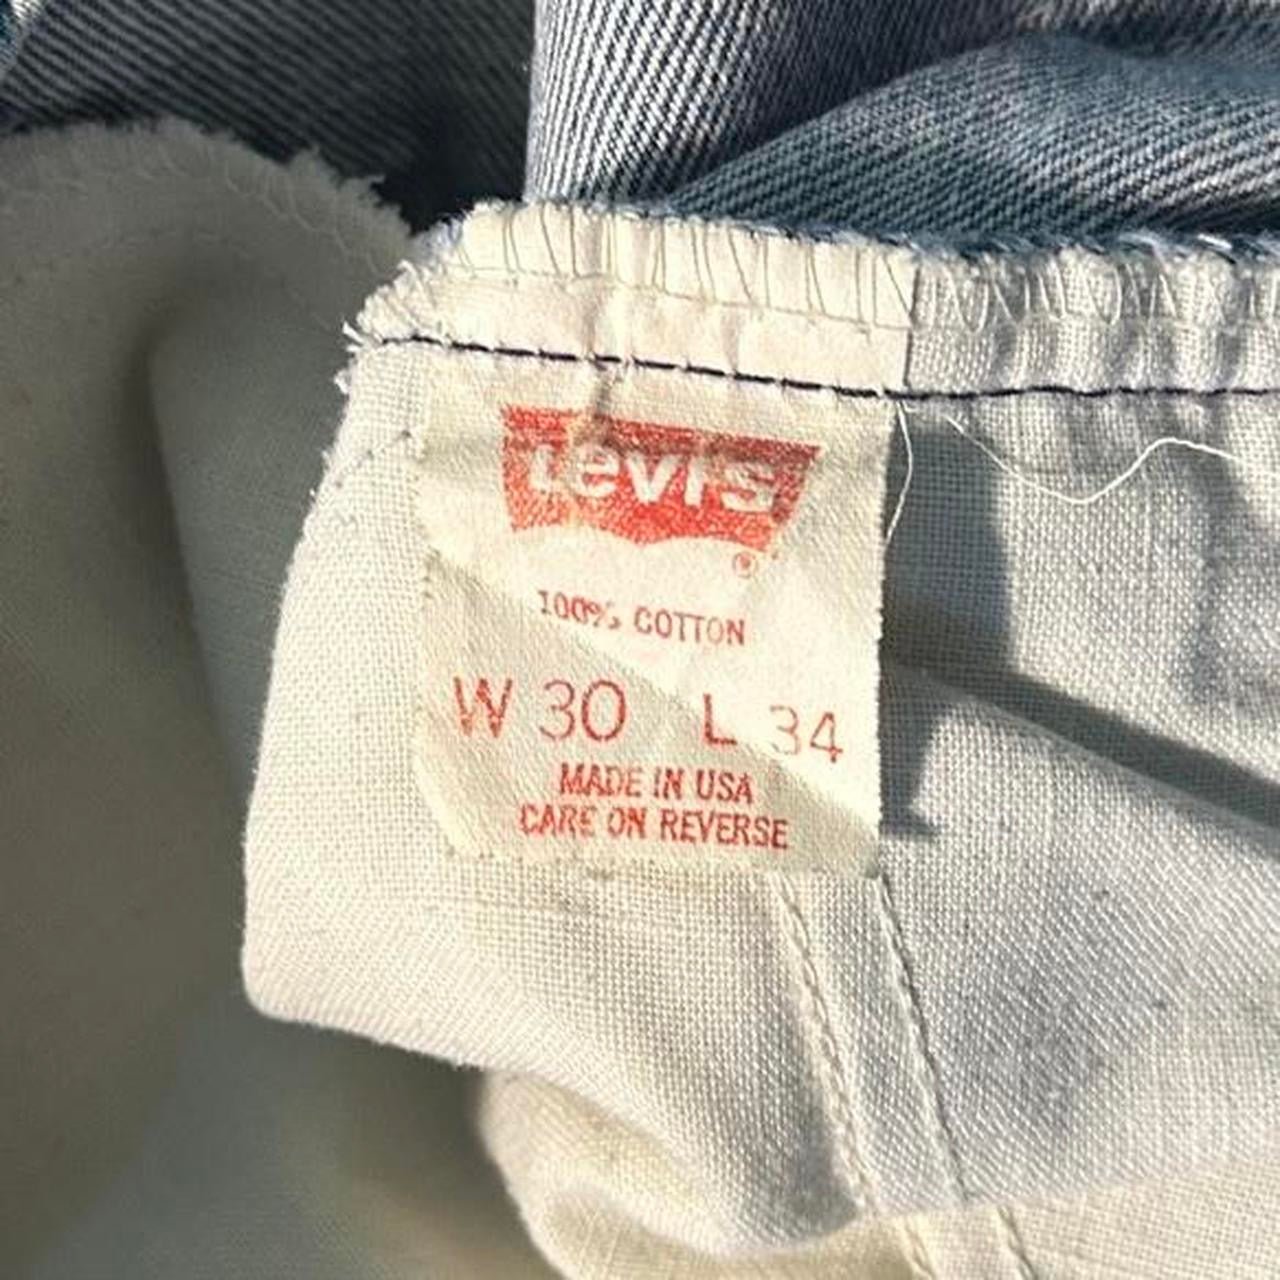 Levi's
®
100% COTTON
W 30 L 34
MADE IN USA
CARE ON REVERSE